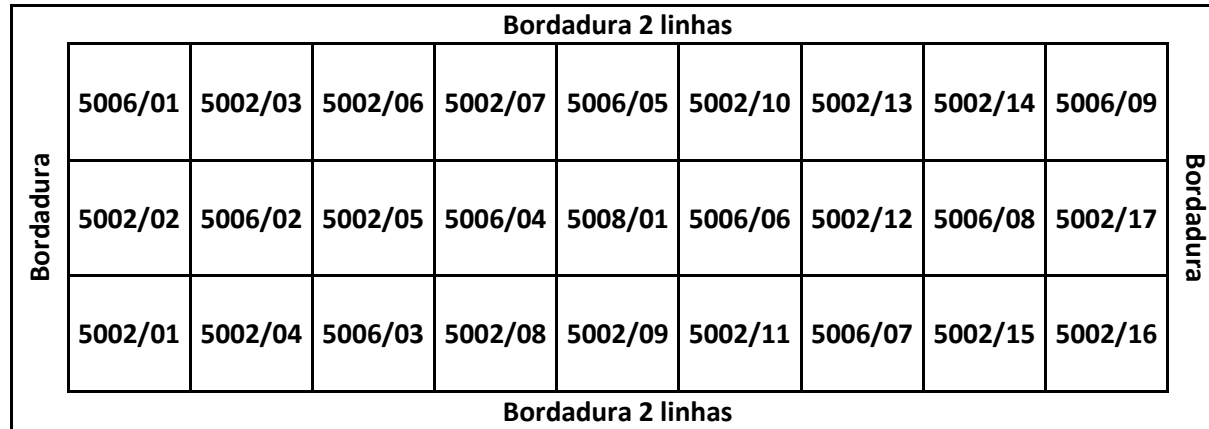 Bordadura 2 linhas
Bordadura
5006/01 5002/03 5002/06 5002/07 5006/05 5002/10 5002/13 5002/14 5006/09
5002/02 5006/02 5002/05 5006/04 5008/01 5006/06 5002/12 5006/08 5002/17
5002/01 5002/04 5006/03 5002/08 5002/09 5002/11 5006/07 5002/15 5002/16
Bordadura
Bordadura 2 linhas